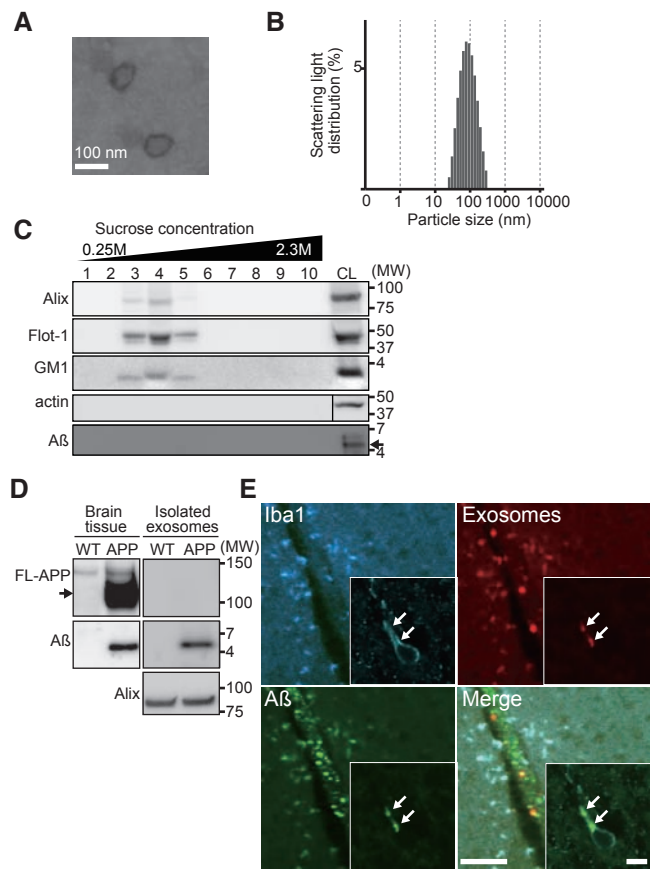 A
100 nm
B
Scattering light
distribution (%)
5
0 1 10 100 1000 10000
Particle size (nm)
C
Sucrose concentration
0.25M 2.3M
1 2 3 4 5 6 7 8 9 10 CL (MW)
Alix
100
75
Flot-1
50
37
GM1
4
actin
50
37
Aß
7
4
D
Brain
tissue
Isolated
exosomes
WT APP WT APP (MW)
FL-APP
150
100
Aß
7
4
Alix
100
75
E
Iba1
Exosomes
Aß
Merge